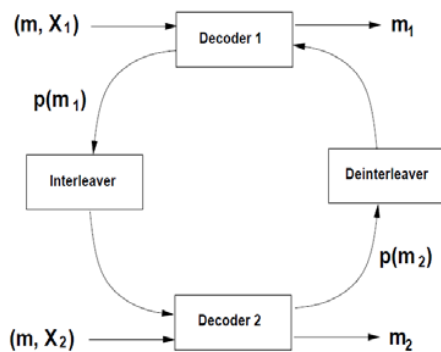 (m, X₁)
Decoder 1
m₁
p(m₁)
Interleaver
Deinterleaver
p(m₂)
(m, X₂)
Decoder 2
m₂